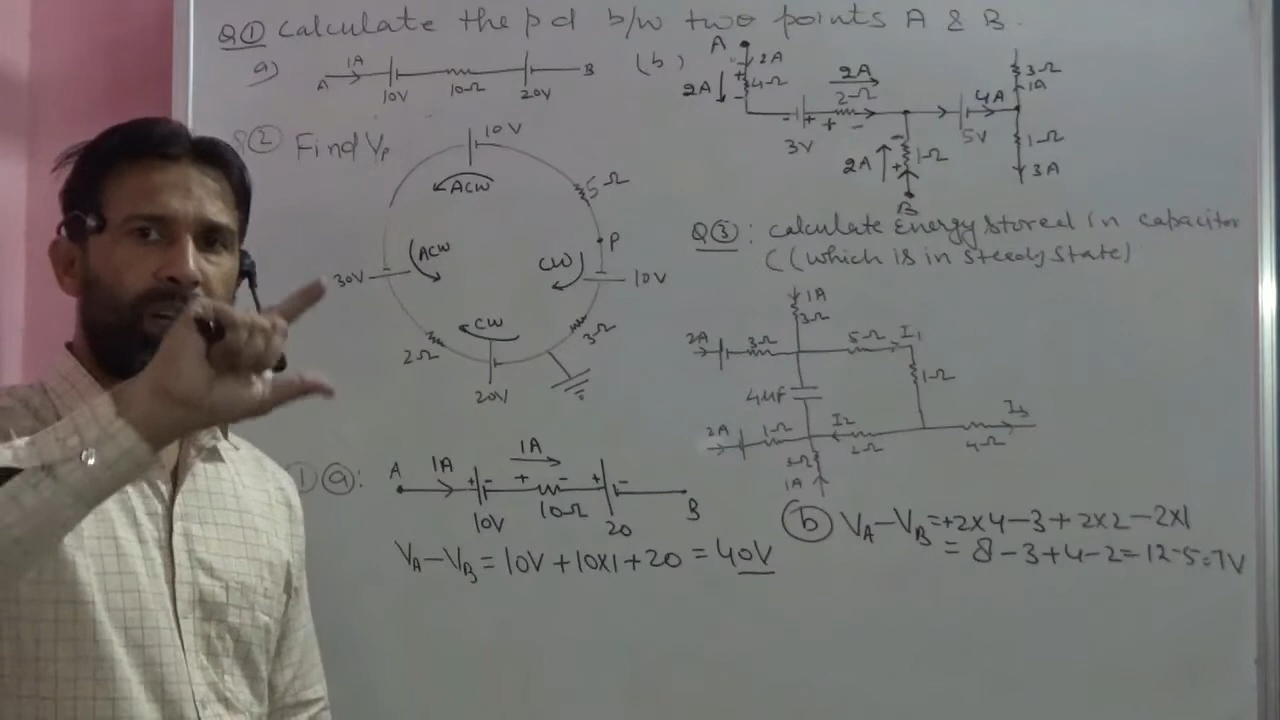 Q① Calculate the pd b/w two points A & B.
a) A 1A 10V 10Ω 20V B
(b) A 2A 4Ω 2A 3V 2A 2Ω 2A 1Ω B 5V 4A 3Ω 1A 1Ω 3A
② Find Vp
10V ACW 5Ω P CW 10V 3Ω CW 20V 2Ω 30V ACW
Q③: calculate Energy stored in capacitor
((which is in steady state)
1A 3Ω
2A 3Ω 5Ω I₁
1Ω
4μF
2A 1Ω I2 2Ω I3 4Ω
3Ω
1A
① ⓐ: A 1A + - 10V 1A + 10Ω - + - 20 B
VA-VB = 10V + 10x1 + 20 = 40V
ⓑ VA-VB = +2x4-3+2x2-2x1
= 8-3+4-2 = 12-5=7V